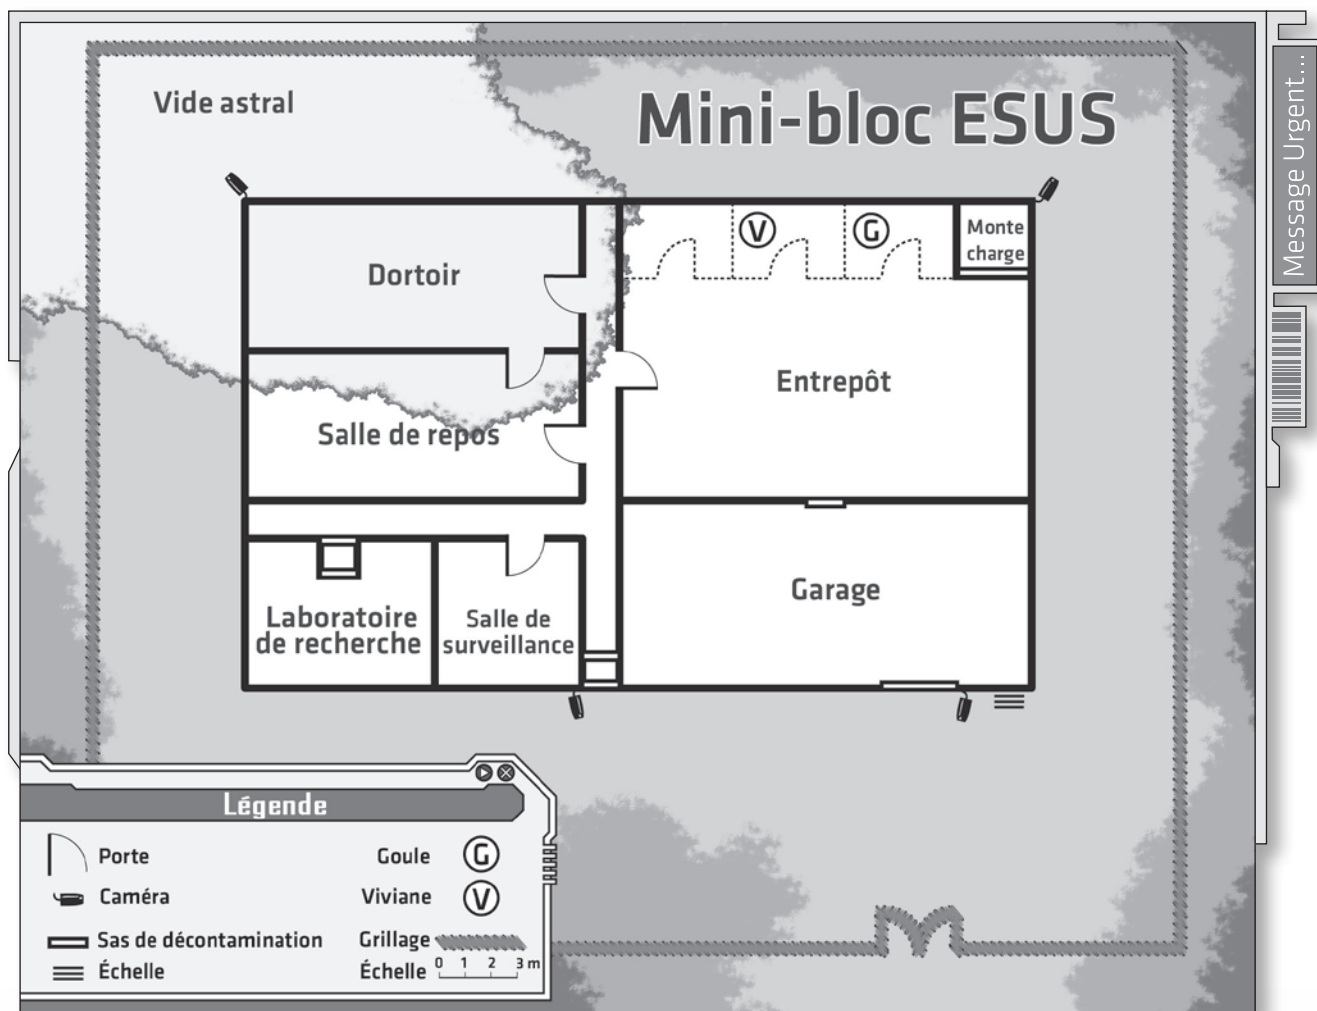 Vide astral
Mini-bloc ESUS
Message Urgent...
V
G
Monte
charge
Dortoir
Entrepôt
Salle de repos
Garage
Laboratoire
de recherche
Salle de
surveillance
Légende
Porte
Goule
G
Caméra
Viviane
V
Sas de décontamination
Grillage
Échelle
Échelle
0 1 2 3 m